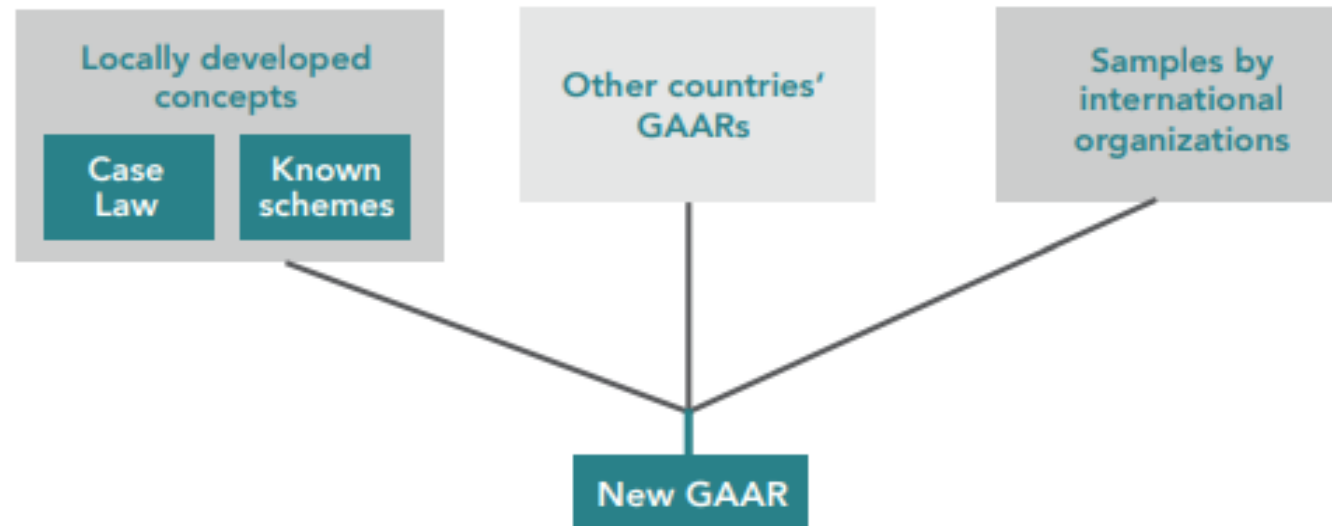 Locally developed
concepts
Case
Law
Known
schemes
Other countries’
GAARs
Samples by
international
organizations
New GAAR